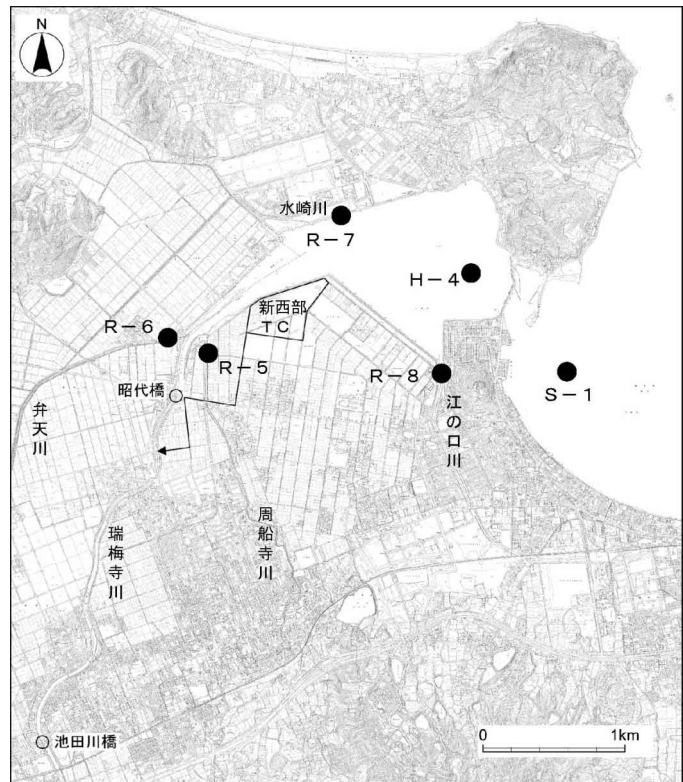 N
水崎川
R-7
H-4
新西部
TC
R-6
R-5
昭代橋
R-8
S-1
江の口川
弁天川
周船寺川
瑞梅寺川
池田川橋
0 1km